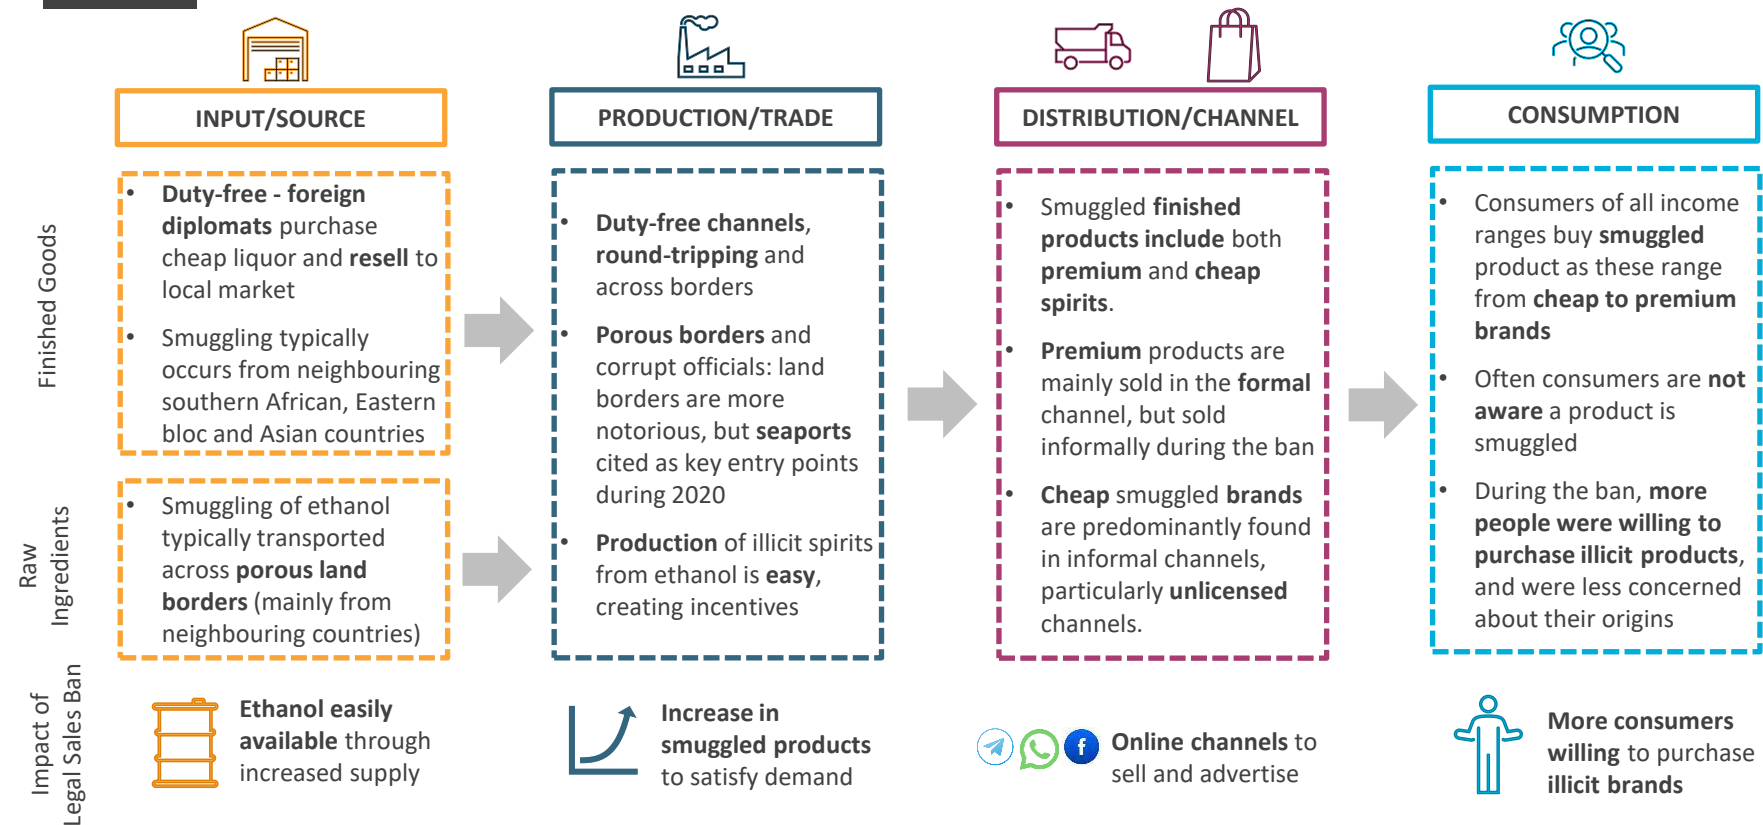 INPUT/SOURCE
PRODUCTION/TRADE
DISTRIBUTION/CHANNEL
CONSUMPTION
Finished Goods
• Duty-free - foreign
diplomats purchase
cheap liquor and resell to
local market
• Smuggling typically
occurs from neighbouring
southern African, Eastern
bloc and Asian countries
Raw
Ingredients
• Smuggling of ethanol
typically transported
across porous land
borders (mainly from
neighbouring countries)
• Duty-free channels,
round-tripping and
across borders
• Porous borders and
corrupt officials: land
borders are more
notorious, but seaports
cited as key entry points
during 2020
• Production of illicit spirits
from ethanol is easy,
creating incentives
• Smuggled finished
products include both
premium and cheap
spirits.
• Premium products are
mainly sold in the formal
channel, but sold
informally during the ban
• Cheap smuggled brands
are predominantly found
in informal channels,
particularly unlicensed
channels.
• Consumers of all income
ranges buy smuggled
product as these range
from cheap to premium
brands
• Often consumers are not
aware a product is
smuggled
• During the ban, more
people were willing to
purchase illicit products,
and were less concerned
about their origins
Impact of
Legal Sales Ban
Ethanol easily
available through
increased supply
Increase in
smuggled products
to satisfy demand
Online channels to
sell and advertise
More consumers
willing to purchase
illicit brands